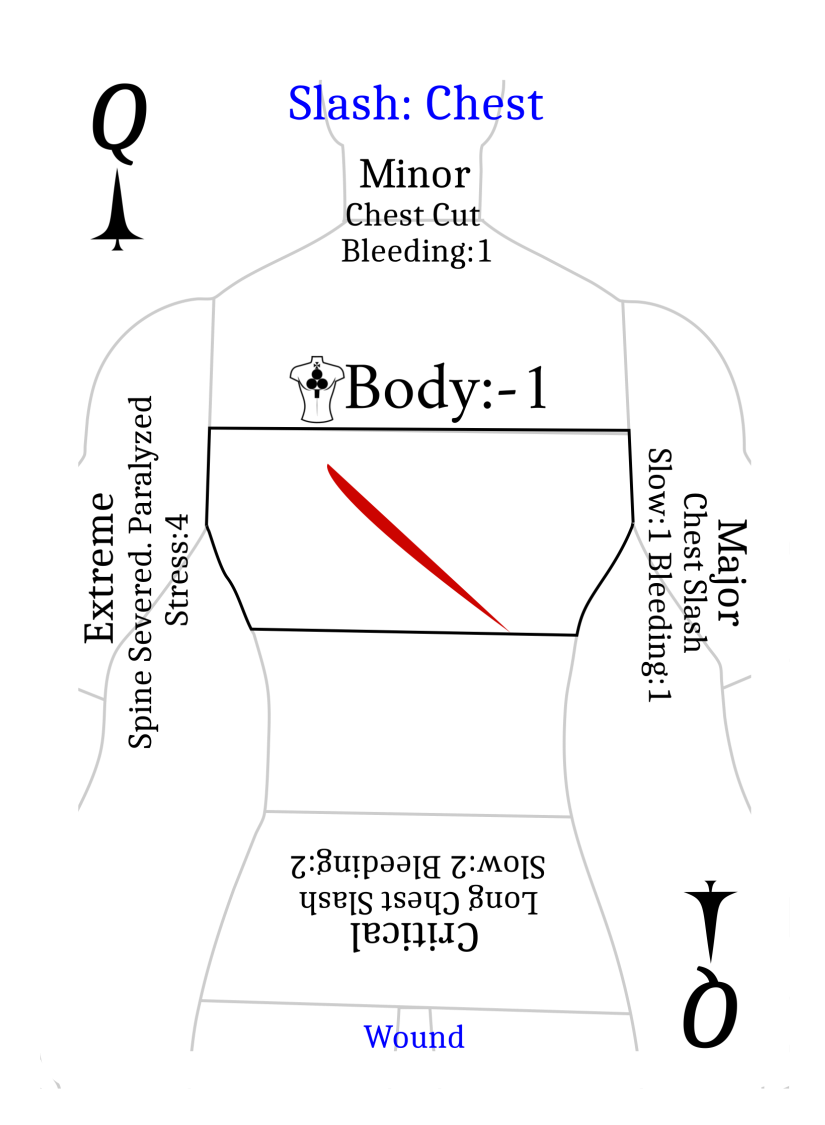 Q
Slash: Chest
Minor
Chest Cut
Bleeding:1
Body:-1
Extreme
Spine Severed. Paralyzed
Stress:4
Major
Chest Slash
Slow:1 Bleeding:1
Critical
Long Chest Slash
Slow:2 Bleeding:2
Wound
Q